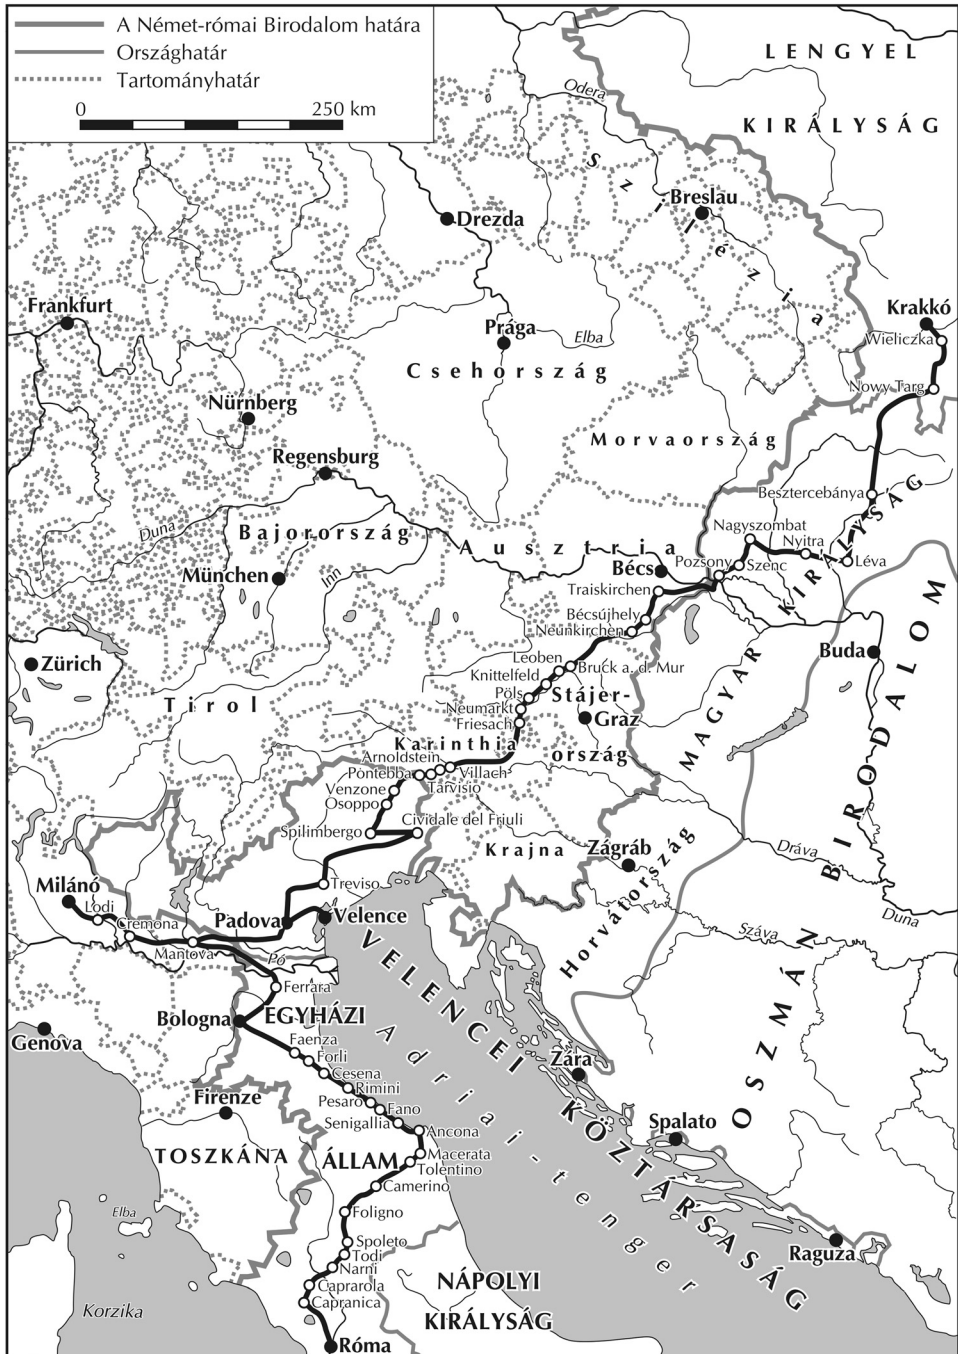 A Német-római Birodalom határa
Országhatár
Tartományhatár
0 250 km
LENGYEL
KIRÁLYSÁG
Odera
Szilézia
Breslau
Drezda
Frankfurt
Krakkó
Wieliczka
Prága
Elba
Csehország
Nowy Targ
Nürnberg
Morvaország
Regensburg
Besztercebánya
Duna
Bajorország
Ausztria
Nagyszombat
Nyitra
MAGYAR KIRÁLYSÁG
Pozsony
Szenc
Léva
Bécs
München
Inn
Traiskirchen
Bécsújhely
Neunkirchen
Buda
Zürich
Leoben
Bruck a. d. Mur
Knittelfeld
Pöls
Stájer-
ország
Tirol
Neumarkt
Graz
Friesach
Karinthia
Arnoldstein
Pontebba
Villach
Tarvisio
Venzone
Osoppo
Spilimbergo
Cividale del Friuli
Krajna
Zágráb
Dráva
Horvátország
OSZMÁN BIRODALOM
Milánó
Treviso
Lodi
Cremona
Padova
Velence
Duna
Száva
Mantova
Pó
Ferrara
VELENCEI KÖZTÁRSASÁG
Bologna
EGYHÁZI
Genova
Faenza
Forli
Adriai-tenger
Cesena
Zára
Rimini
Firenze
Pesaro
Fano
Senigallia
Spalato
Ancona
TOSZKÁNA
ÁLLAM
Macerata
Tolentino
Camerino
Elba
Foligno
Spoleto
Raguza
Todi
Narni
Caprarola
NÁPOLYI
Korzika
Capranica
KIRÁLYSÁG
Róma